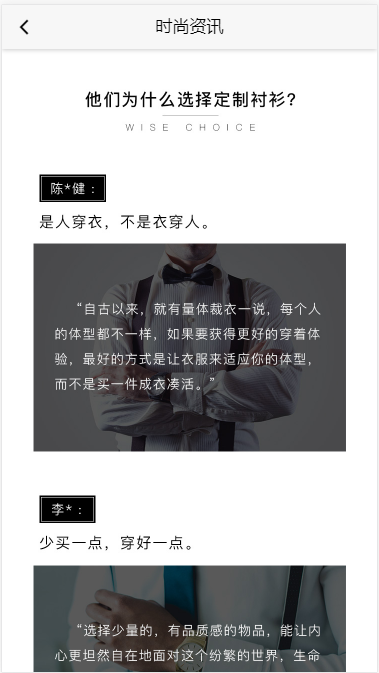 时尚资讯
他们为什么选择定制衬衫?
WISE CHOICE
陈*健：
是人穿衣，不是衣穿人。
“自古以来，就有量体裁衣一说，每个人
的体型都不一样，如果要获得更好的穿着体
验，最好的方式是让衣服来适应你的体型，
而不是买一件成衣凑活。”
李*：
少买一点，穿好一点。
“选择少量的，有品质感的物品，能让内
心更坦然自在地面对这个纷繁的世界，生命